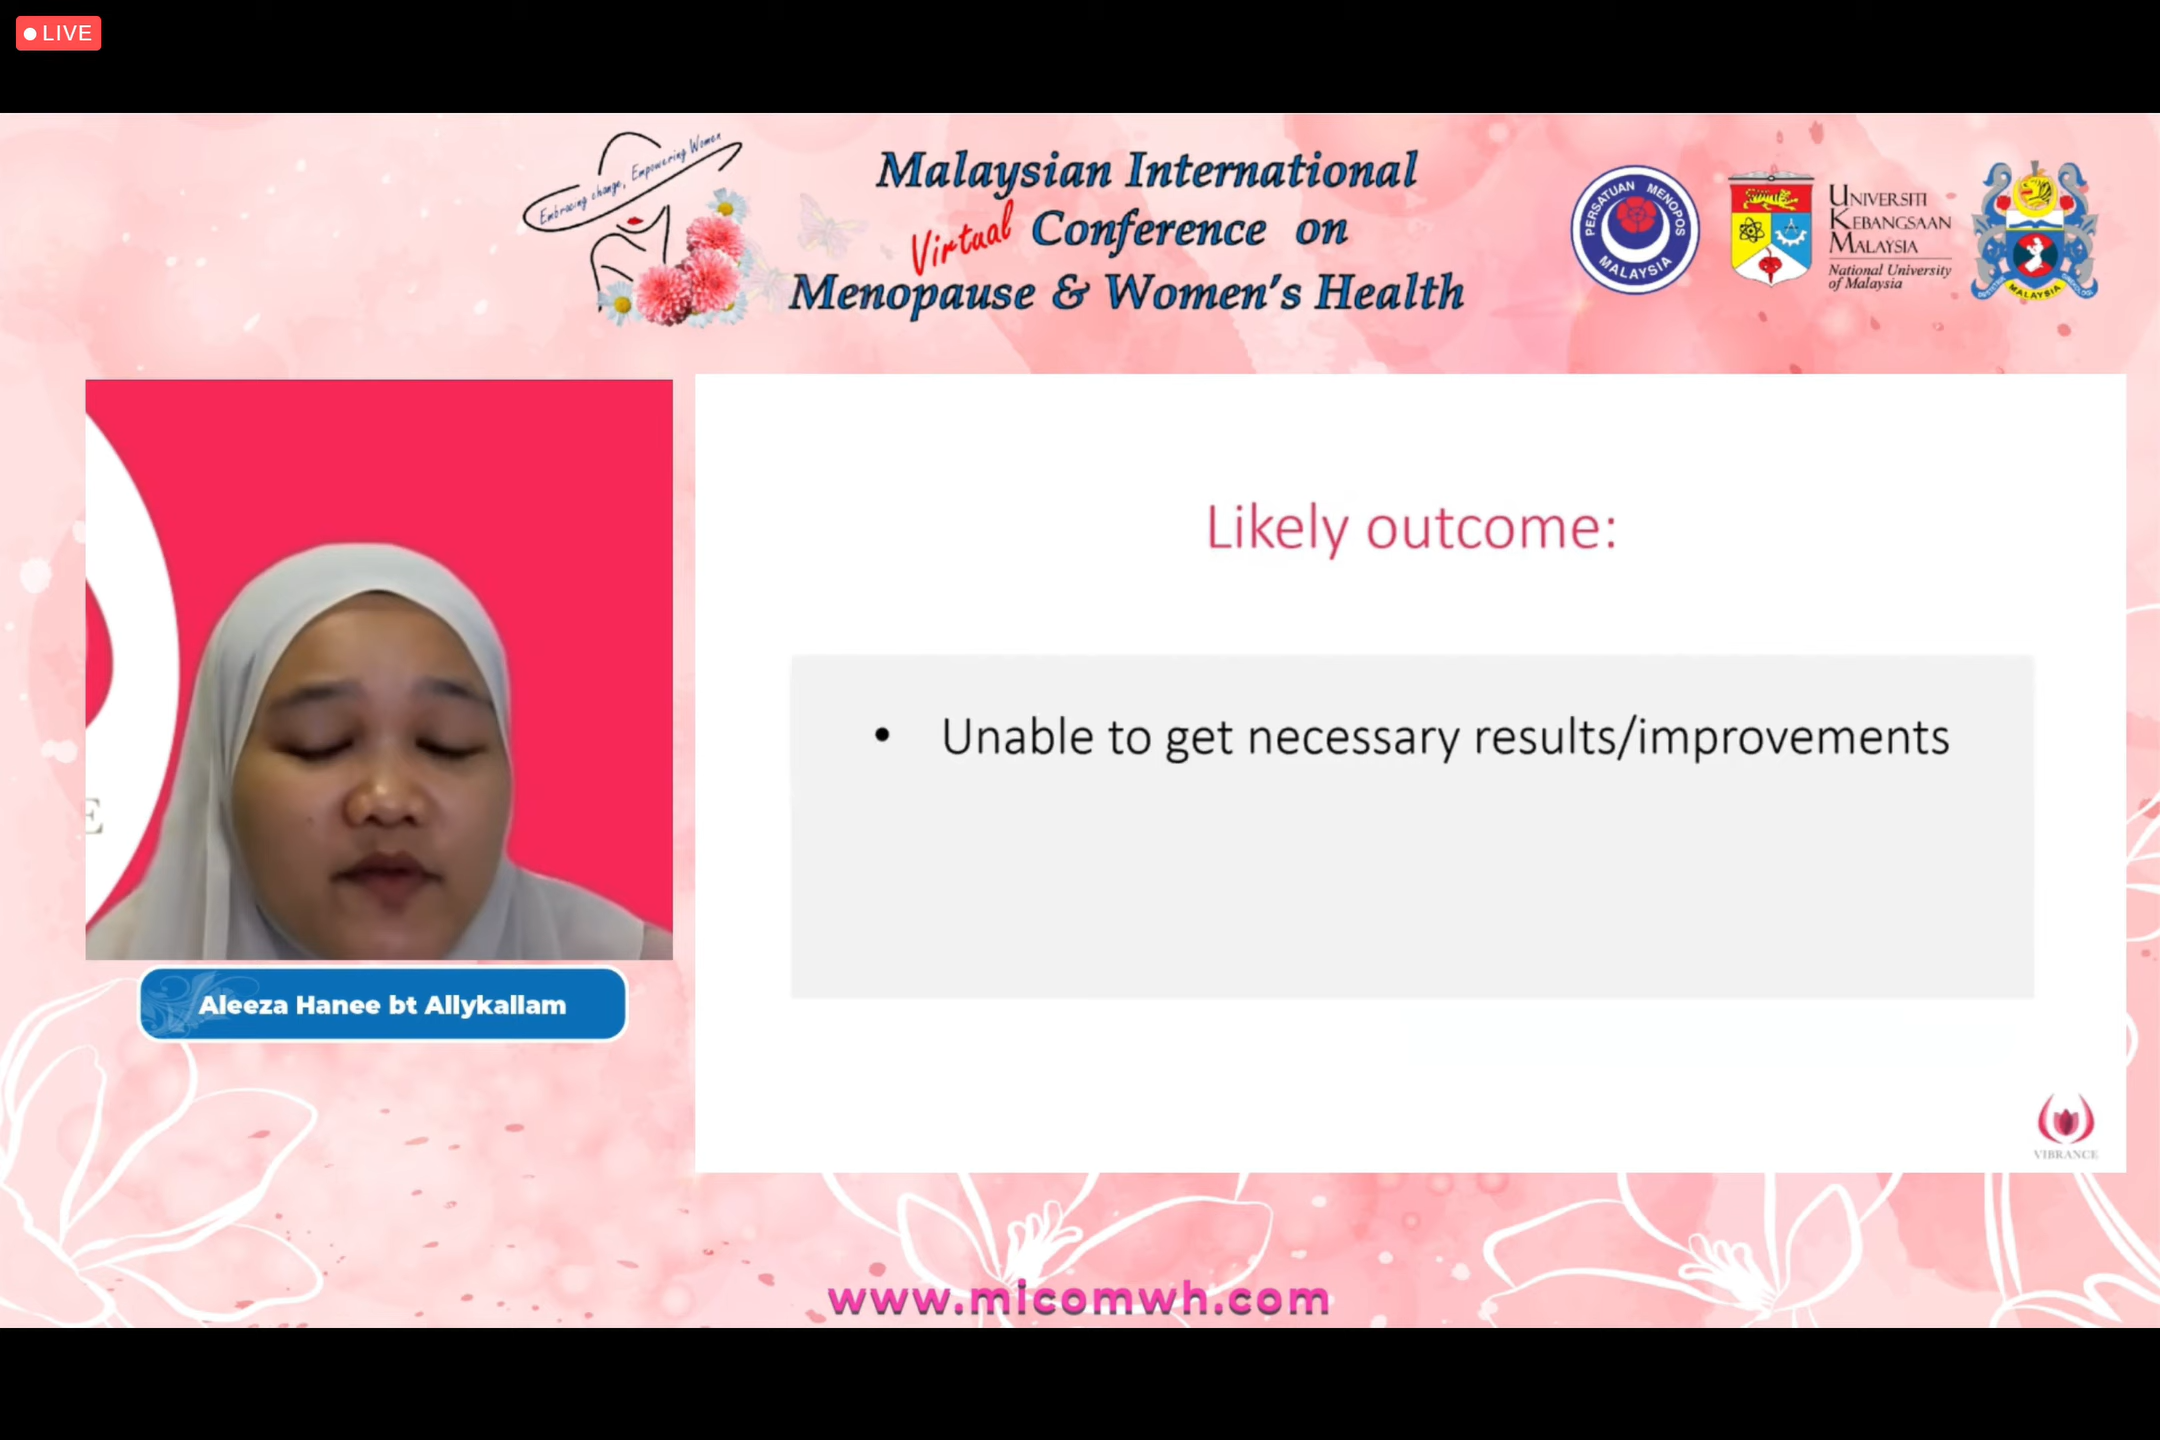 LIVE
Embracing change, Empowering Women
Malaysian International
Virtual Conference on
Menopause & Women's Health
PERSATUAN MENOPOS
MALAYSIA
UNIVERSITI
KEBANGSAAN
MALAYSIA
National University
of Malaysia
MALAYSIA
Likely outcome:
• Unable to get necessary results/improvements
E
Aleeza Hanee bt Allykallam
VIBRANCE
www.micomwh.com